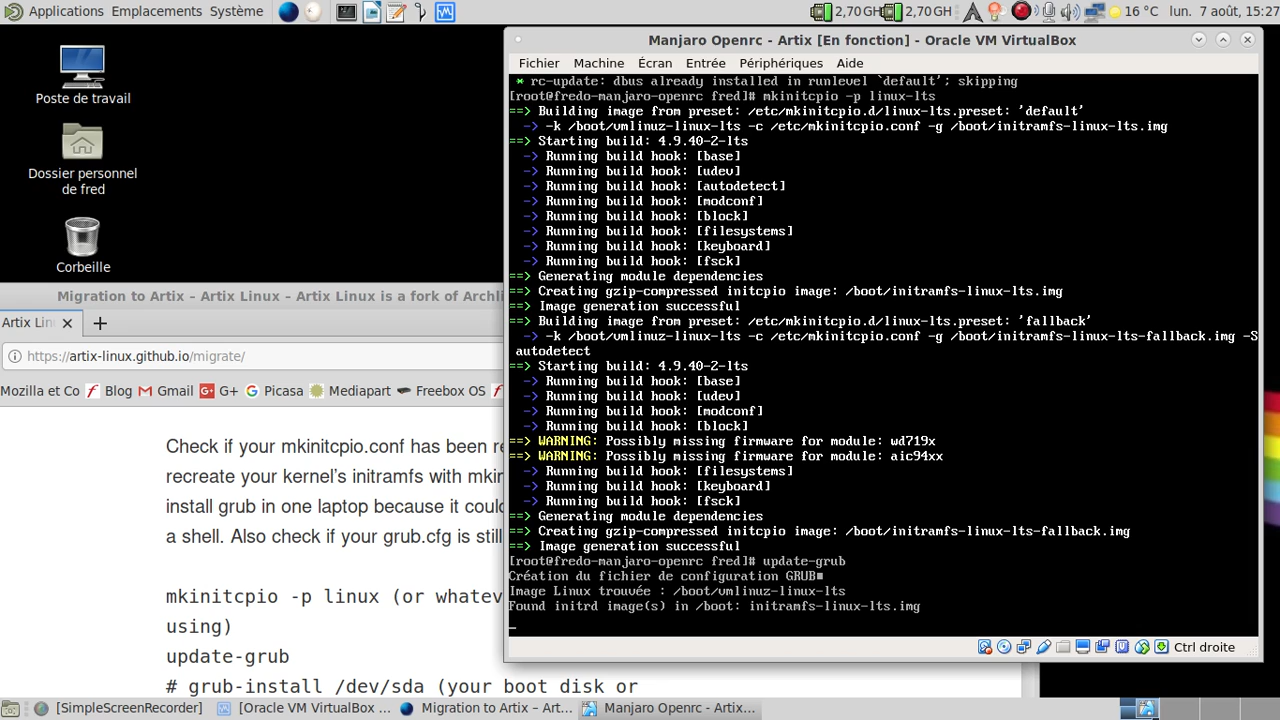 Applications Emplacements Système
2,70GH 2,70GH 16 °C lun. 7 août, 15:27
Poste de travail
Dossier personnel
de fred
Corbeille
Migration to Artix – Artix Linux – Artix Linux is a fork of Archl
Artix Lin
https://artix-linux.github.io/migrate/
Mozilla et Co Blog Gmail G+ Picasa Mediapart Freebox OS
Check if your mkinitcpio.conf has been re
recreate your kernel's initramfs with mkin
install grub in one laptop because it could
a shell. Also check if your grub.cfg is still
mkinitcpio -p linux (or whatev
using)
update-grub
# grub-install /dev/sda (your boot disk or
Manjaro Openrc - Artix [En fonction] - Oracle VM VirtualBox
Fichier Machine Écran Entrée Périphériques Aide
* rc-update: dbus already installed in runlevel `default'; skipping
[root@fredo-manjaro-openrc fred]# mkinitcpio -p linux-lts
==> Building image from preset: /etc/mkinitcpio.d/linux-lts.preset: 'default'
-> -k /boot/vmlinuz-linux-lts -c /etc/mkinitcpio.conf -g /boot/initramfs-linux-lts.img
==> Starting build: 4.9.40-2-lts
-> Running build hook: [base]
-> Running build hook: [udev]
-> Running build hook: [autodetect]
-> Running build hook: [modconf]
-> Running build hook: [block]
-> Running build hook: [filesystems]
-> Running build hook: [keyboard]
-> Running build hook: [fsck]
==> Generating module dependencies
==> Creating gzip-compressed initcpio image: /boot/initramfs-linux-lts.img
==> Image generation successful
==> Building image from preset: /etc/mkinitcpio.d/linux-lts.preset: 'fallback'
-> -k /boot/vmlinuz-linux-lts -c /etc/mkinitcpio.conf -g /boot/initramfs-linux-lts-fallback.img -S
autodetect
==> Starting build: 4.9.40-2-lts
-> Running build hook: [base]
-> Running build hook: [udev]
-> Running build hook: [modconf]
-> Running build hook: [block]
==> WARNING: Possibly missing firmware for module: wd719x
==> WARNING: Possibly missing firmware for module: aic94xx
-> Running build hook: [filesystems]
-> Running build hook: [keyboard]
-> Running build hook: [fsck]
==> Generating module dependencies
==> Creating gzip-compressed initcpio image: /boot/initramfs-linux-lts-fallback.img
==> Image generation successful
[root@fredo-manjaro-openrc fred]# update-grub
Création du fichier de configuration GRUB■
Image Linux trouvée : /boot/vmlinuz-linux-lts
Found initrd image(s) in /boot: initramfs-linux-lts.img
Ctrl droite
[SimpleScreenRecorder] [Oracle VM VirtualBox ... Migration to Artix – Art... Manjaro Openrc - Artix...